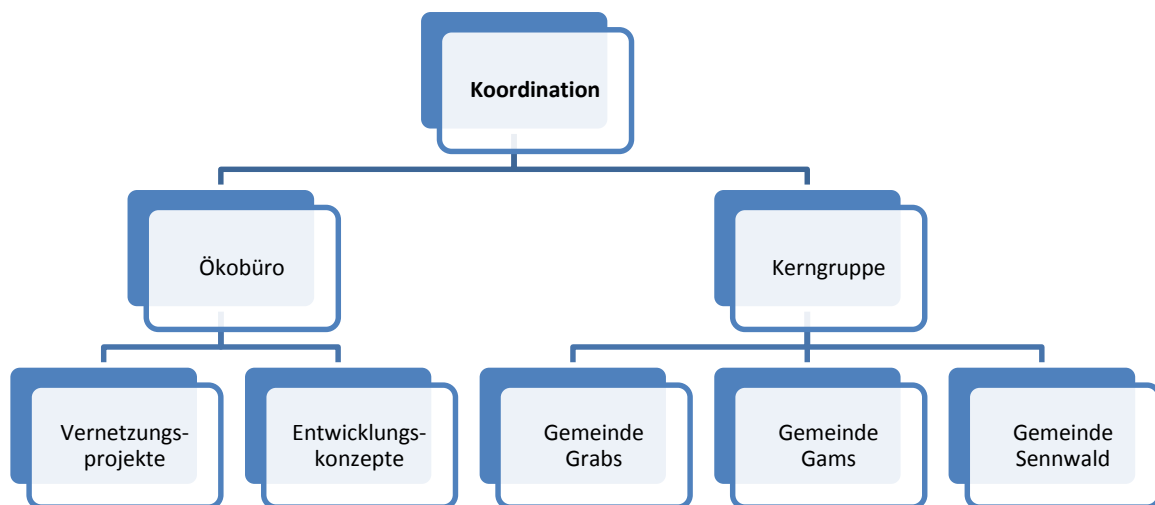 Koordination
Ökobüro
Kerngruppe
Vernetzungs-
projekte
Entwicklungs-
konzepte
Gemeinde
Grabs
Gemeinde
Gams
Gemeinde
Sennwald